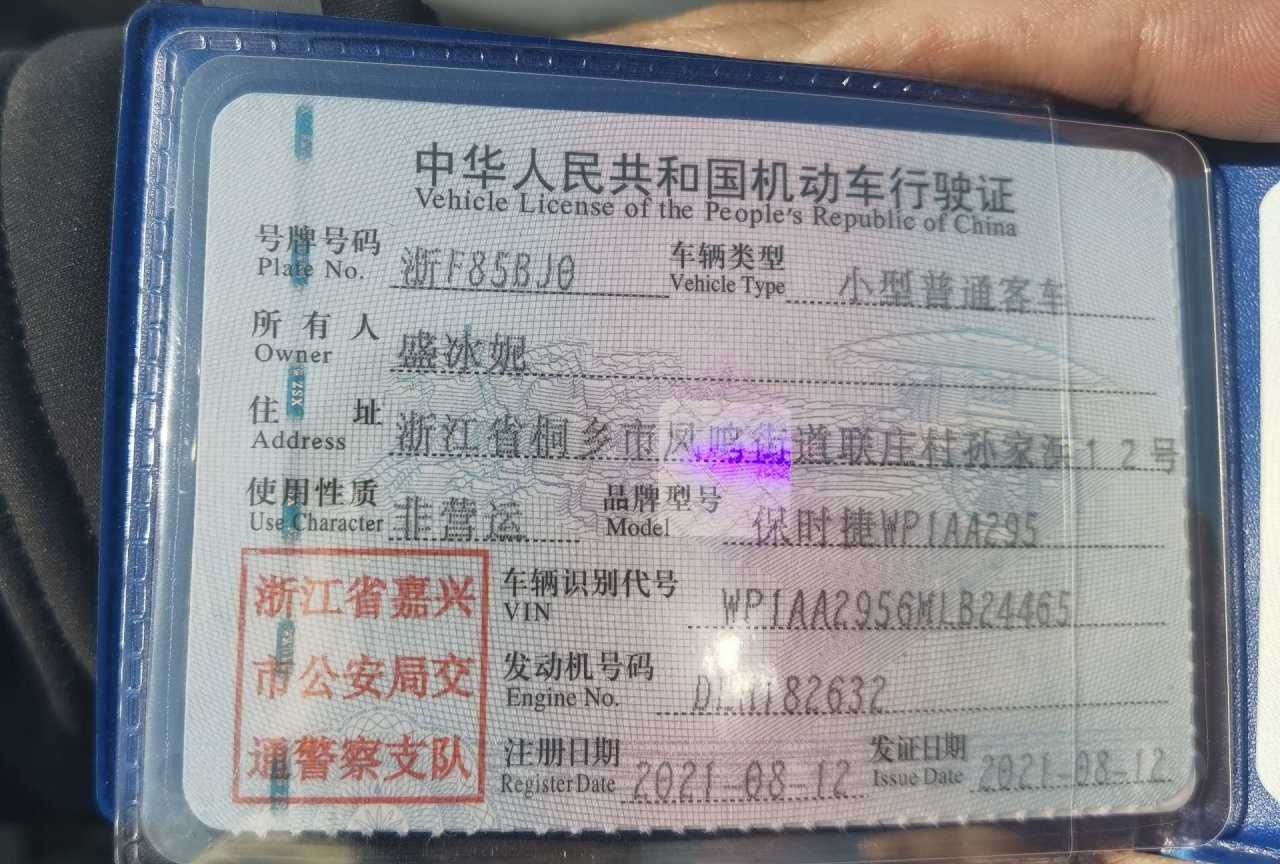 中华人民共和国机动车行驶证
Vehicle License of the People's Republic of China
号牌号码 浙F85BJ0 车辆类型 小型普通客车
Plate No. Vehicle Type
所有人 盛冰妮
Owner
住址 浙江省桐乡市凤鸣街道联庄村孙家浜12号
Address
使用性质 非营运 品牌型号 保时捷WP1AA295
Use Character Model
浙江省嘉兴
市公安局交
通警察支队
车辆识别代号 WP1AA2956MLB24465
VIN
发动机号码
Engine No.
注册日期 2021-08-12 发证日期 2021-08-12
Register Date Issue Date